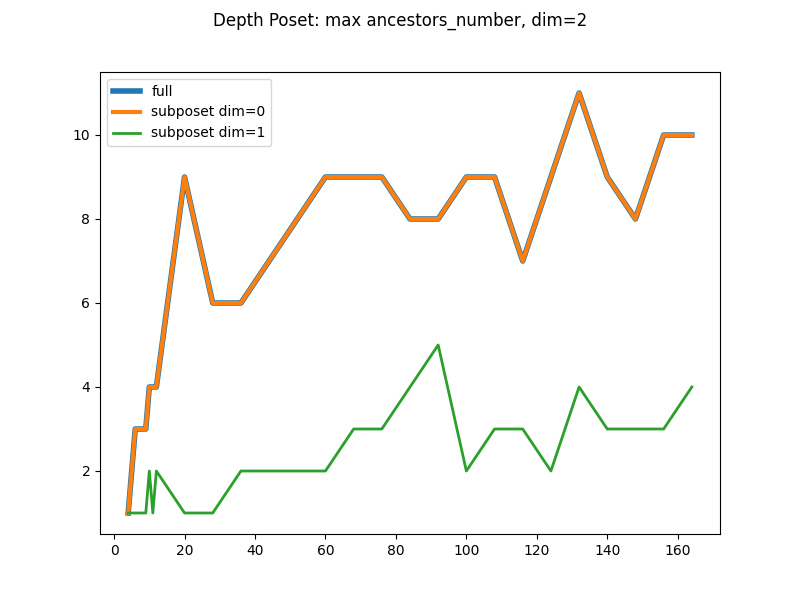 Depth Poset: max ancestors_number, dim=2
full
subposet dim=0
subposet dim=1
10
8
6
4
2
0 20 40 60 80 100 120 140 160